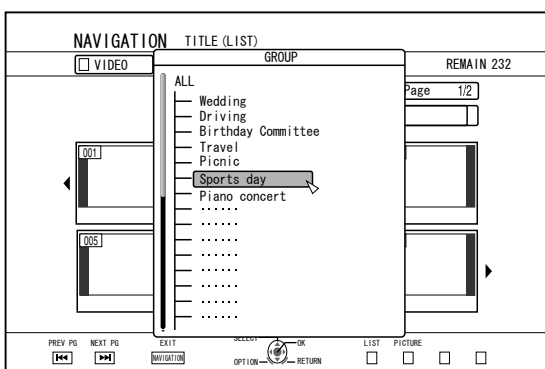 NAVIGATION TITLE (LIST)
VIDEO
GROUP
REMAIN 232
ALL
Page 1/2
Wedding
Driving
Birthday Committee
Travel
Picnic
Sports day
Piano concert
......
......
......
......
......
......
......
......
001
005
PREV PG
NEXT PG
EXIT
NAVIGATION
OK
OPTION
RETURN
LIST
PICTURE